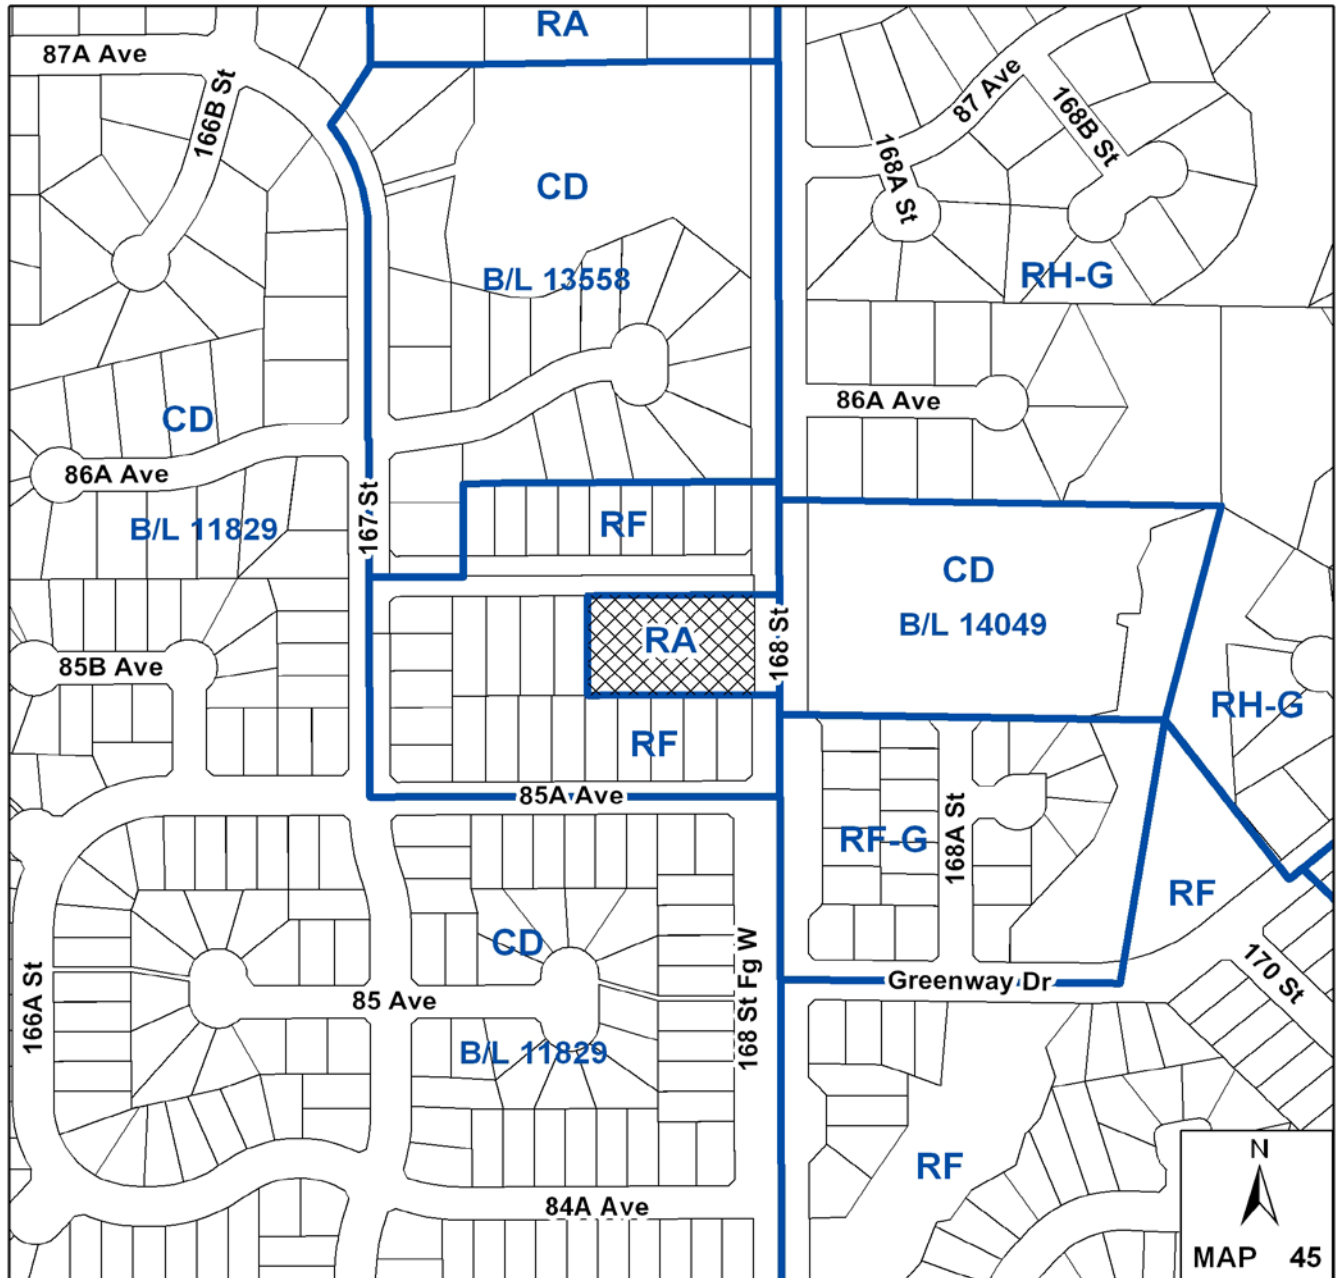 RA
87A Ave
166B St
87 Ave
168B St
168A St
CD
B/L 13558
RH-G
86A Ave
CD
86A Ave
B/L 11829
167 St
RF
CD
B/L 14049
RA
168 St
85B Ave
RH-G
RF
85A Ave
168A St
RF-G
RF
CD
168 St Fg W
Greenway Dr
170 St
166A St
85 Ave
B/L 11829
RF
84A Ave
N
MAP 45